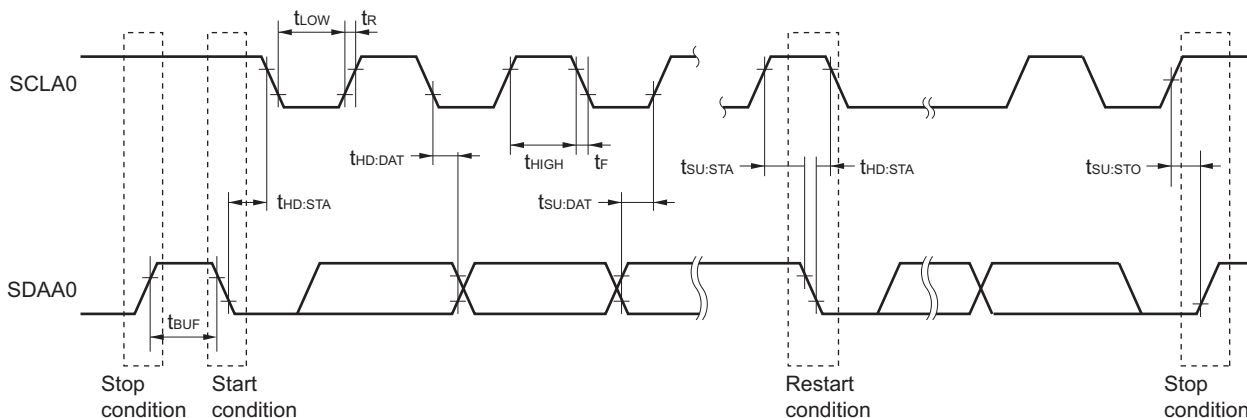 tLOW tR
SCLA0
tHD:DAT tHIGH tF tSU:STA tHD:STA tSU:STO
tHD:STA tSU:DAT
SDAA0
tBUF
Stop condition
Start condition
Restart condition
Stop condition